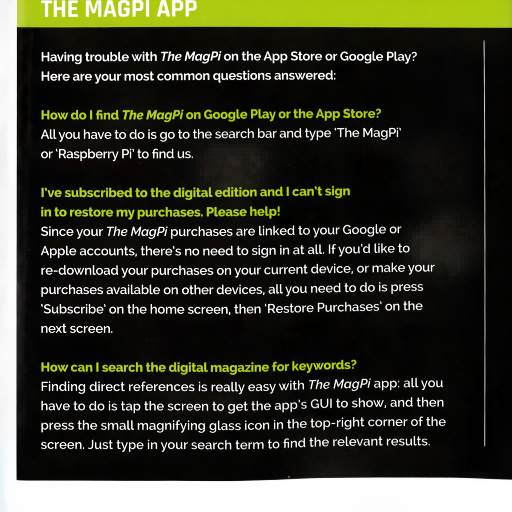 THE MAGPI APP
Having trouble with The MagPi on the App Store or Google Play?
Here are your most common questions answered:
How do I find The MagPi on Google Play or the App Store?
All you have to do is go to the search bar and type 'The MagPi'
or 'Raspberry Pi' to find us.
I've subscribed to the digital edition and I can't sign
in to restore my purchases. Please help!
Since your The MagPi purchases are linked to your Google or
Apple accounts, there's no need to sign in at all. If you'd like to
re-download your purchases on your current device, or make your
purchases available on other devices, all you need to do is press
'Subscribe' on the home screen, then 'Restore Purchases' on the
next screen.
How can I search the digital magazine for keywords?
Finding direct references is really easy with The MagPi app: all you
have to do is tap the screen to get the app's GUI to show, and then
press the small magnifying glass icon in the top-right corner of the
screen. Just type in your search term to find the relevant results.